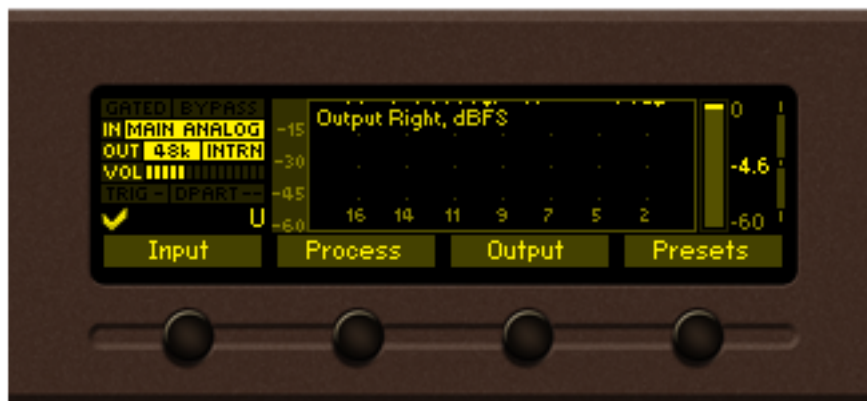 GATED BYPASS
IN MAIN ANALOG
OUT 48k INTRN
VOL
TRIG - DPART --
U
Output Right, dBFS
-15
-30
-45
-60
16 14 11 9 7 5 2
0
-4.6
-60
Input Process Output Presets